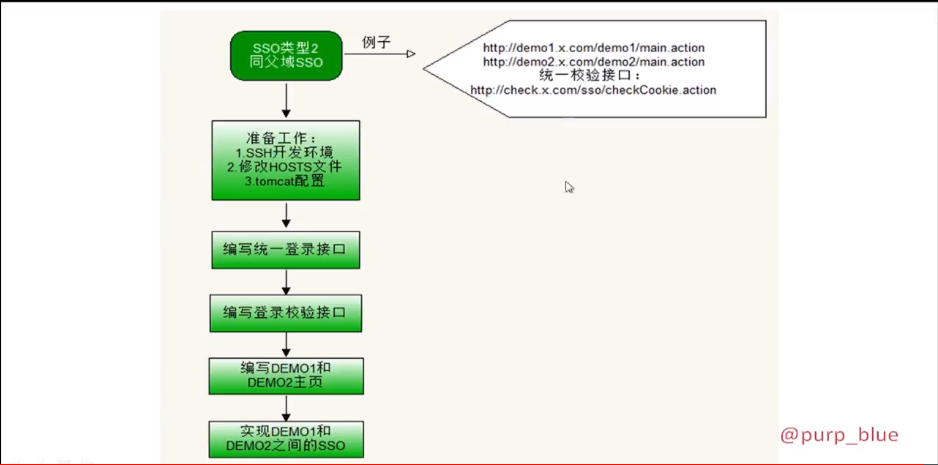 SSO类型2
同父域SSO
例子
http://demo1.x.com/demo1/main.action
http://demo2.x.com/demo2/main.action
统一校验接口：
http://check.x.com/sso/checkCookie.action
准备工作：
1.SSH开发环境
2.修改HOSTS文件
3.tomcat配置
编写统一登录接口
编写登录校验接口
编写DEMO1和
DEMO2主页
实现DEMO1和
DEMO2之间的SSO
@purp_blue